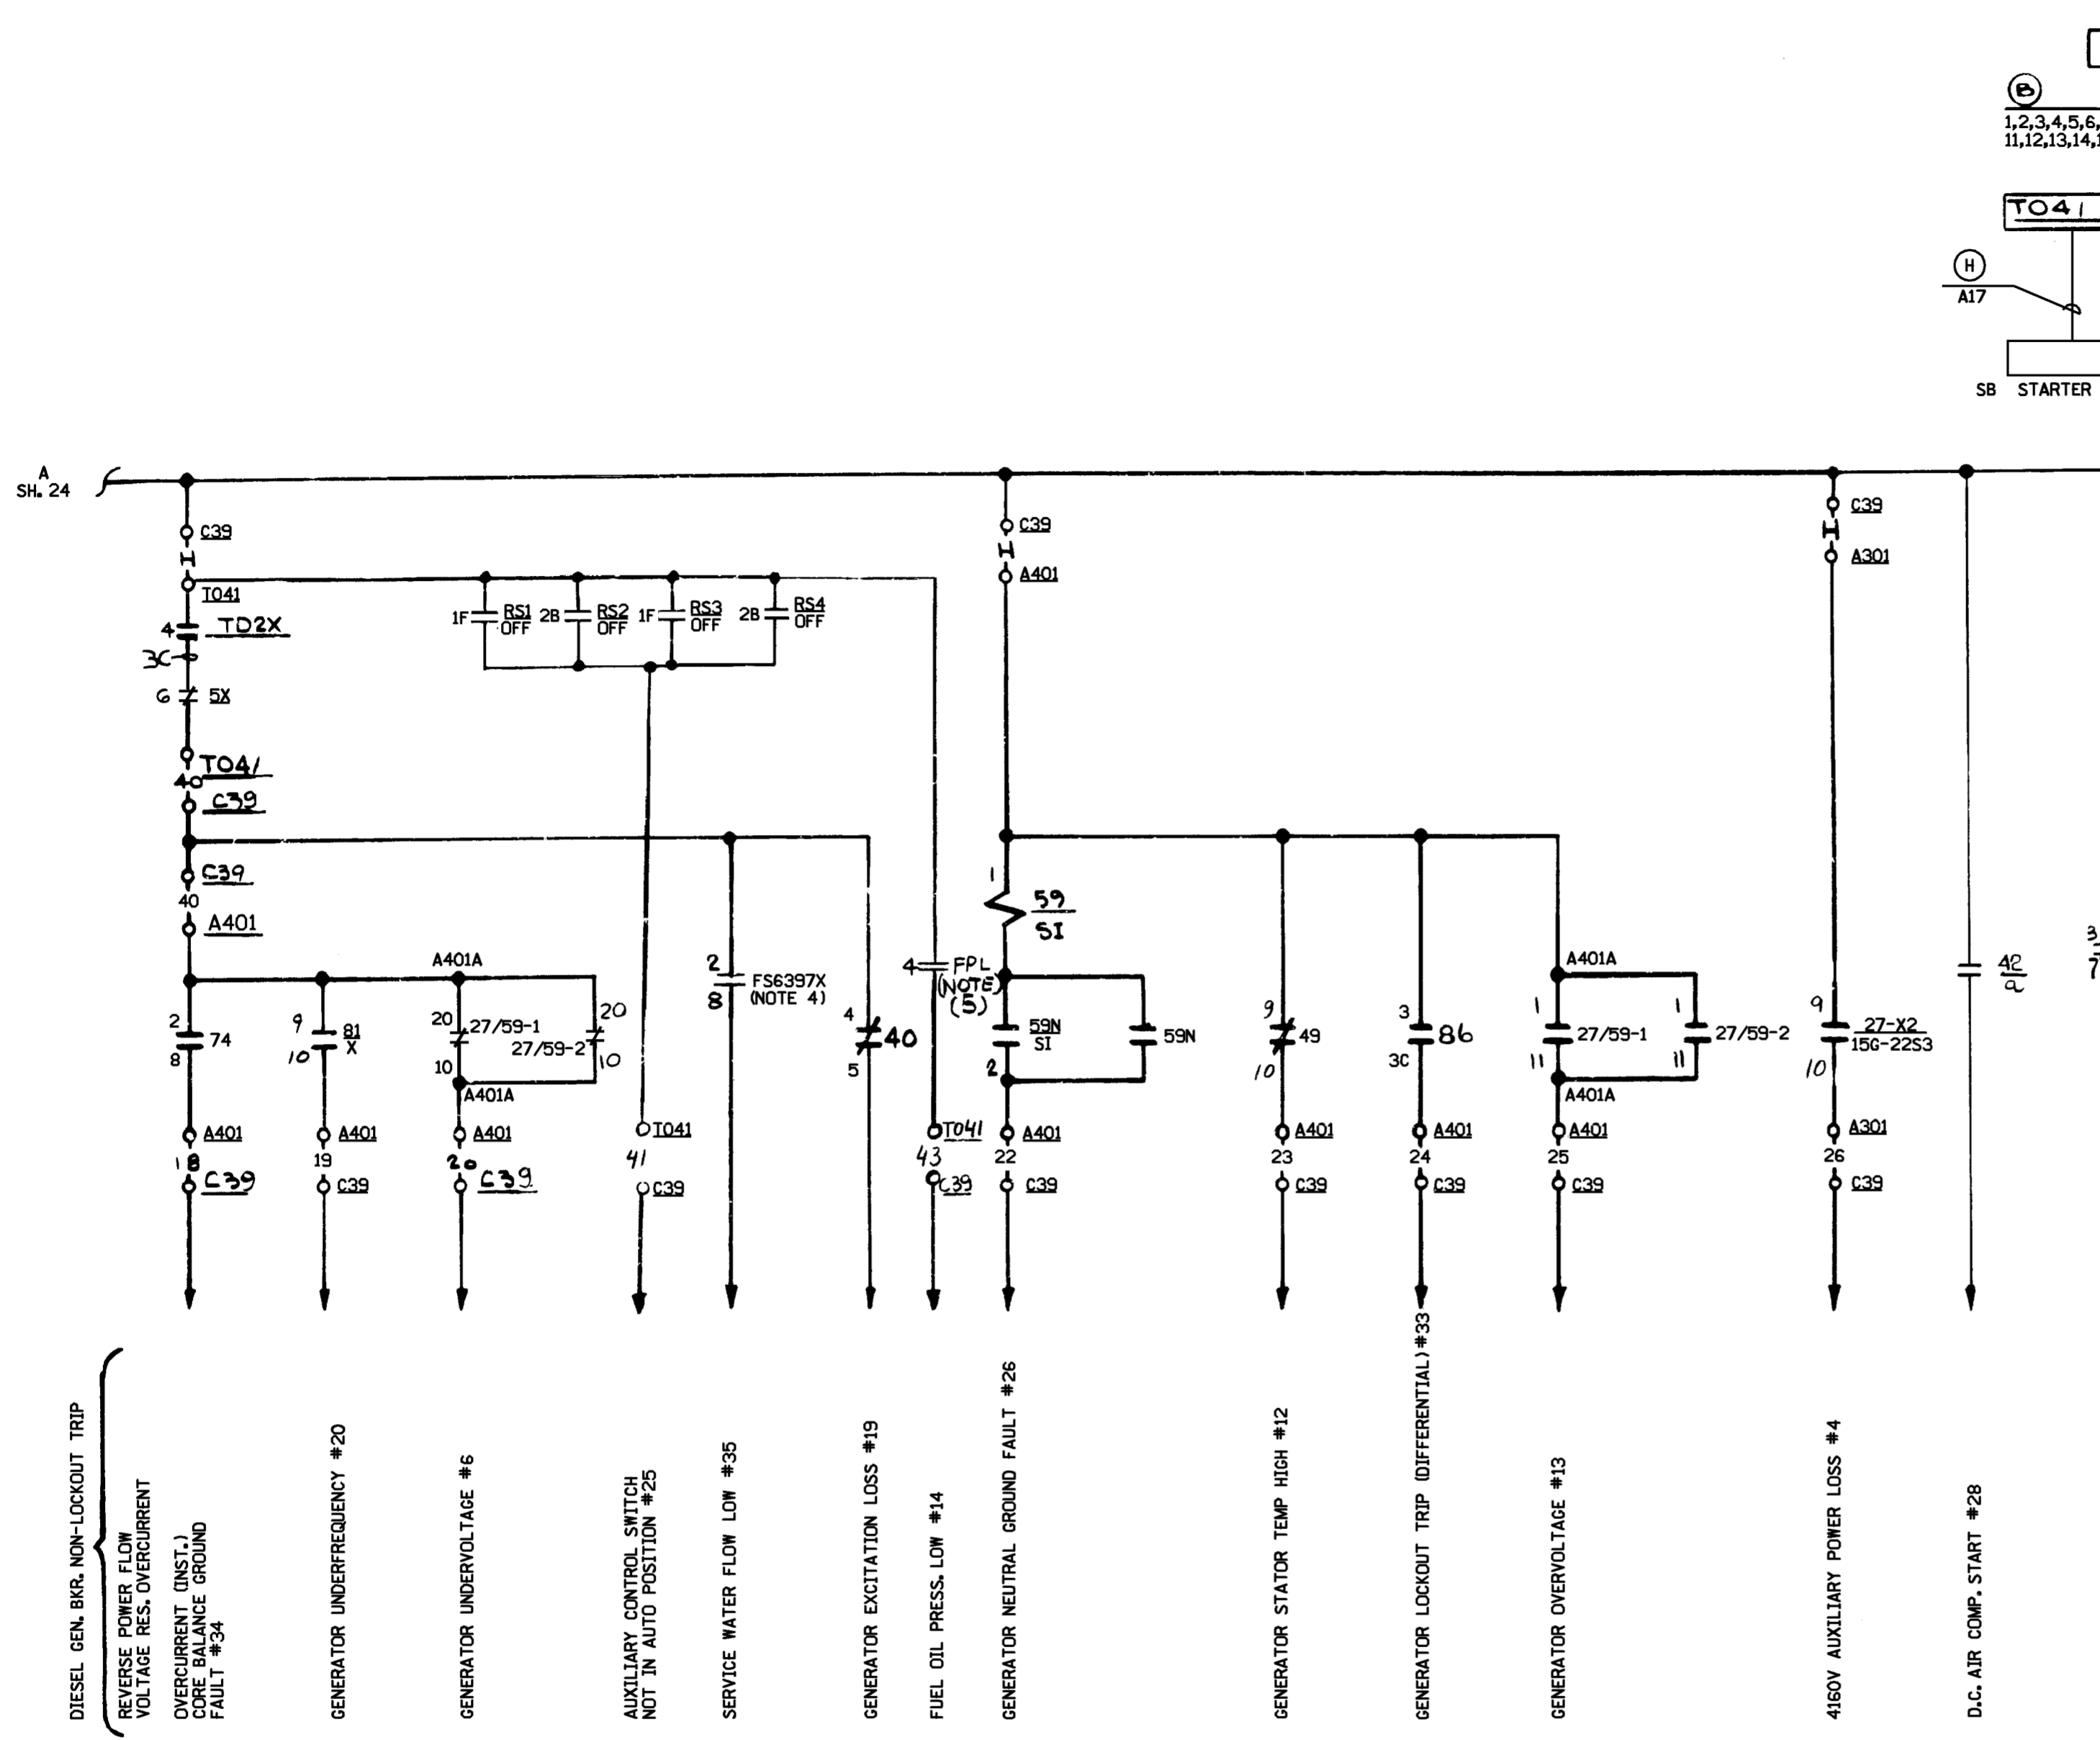 B
1,2,3,4,5,6,
11,12,13,14,1
TO41
H
A17
SB STARTER
A
SH. 24
C39
H
TO41
4 TD2X
3C
6 5X
TO41
40
C39
C39
40
A401
1F RS1
OFF
2B RS2
OFF
1F RS3
OFF
2B RS4
OFF
C39
H
A401
C39
H
A301
1
59
SI
A401A
2
74
8
9
81
X
10
20
27/59-1
10
20
27/59-2
10
A401A
2
FS6397X
(NOTE 4)
8
4
40
5
4 FPL
(NOTE)
(5)
59N
SI
2
59N
9
49
10
3
86
3C
A401A
1
27/59-1
11
1
27/59-2
11
A401A
9
27-X2
15G-22S3
10
42
a
3
7
A401
18
C39
A401
19
C39
A401
20
C39
TO41
41
C39
TO41
43
C39
A401
22
C39
A401
23
C39
A401
24
C39
A401
25
C39
A301
26
C39
DIESEL GEN. BKR. NON-LOCKOUT TRIP
REVERSE POWER FLOW
VOLTAGE RES. OVERCURRENT
OVERCURRENT (INST.)
CORE BALANCE GROUND
FAULT #34
GENERATOR UNDERFREQUENCY #20
GENERATOR UNDERVOLTAGE #6
AUXILIARY CONTROL SWITCH
NOT IN AUTO POSITION #25
SERVICE WATER FLOW LOW #35
GENERATOR EXCITATION LOSS #19
FUEL OIL PRESS. LOW #14
GENERATOR NEUTRAL GROUND FAULT #26
GENERATOR STATOR TEMP HIGH #12
GENERATOR LOCKOUT TRIP (DIFFERENTIAL) #33
GENERATOR OVERVOLTAGE #13
4160V AUXILIARY POWER LOSS #4
D.C. AIR COMP. START #28